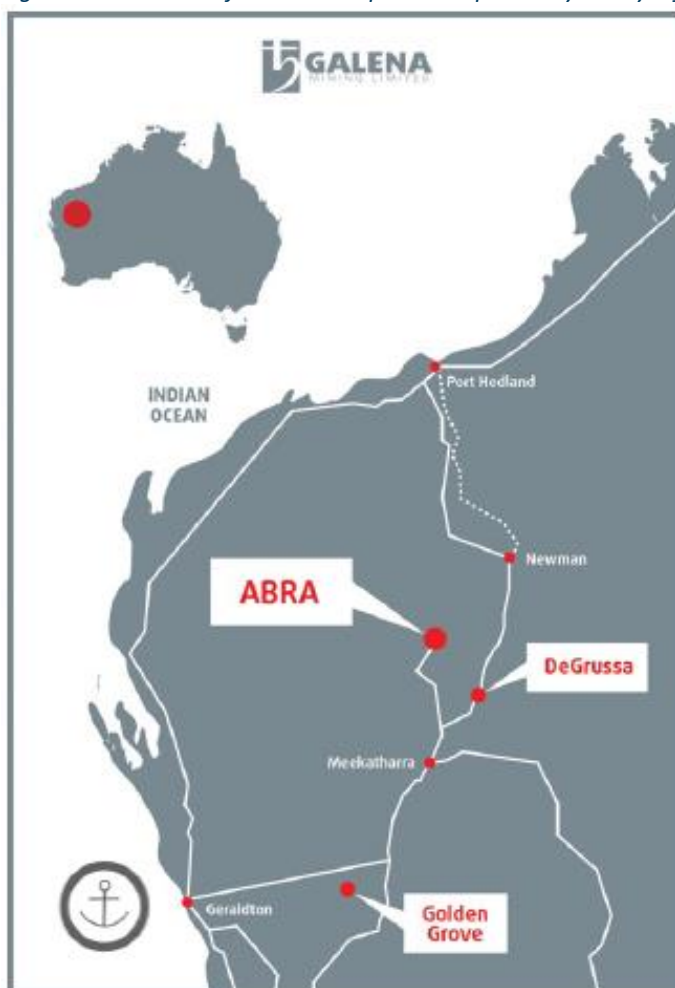 GALENA
MINING LIMITED
INDIAN
OCEAN
Port Hedland
Newman
ABRA
DeGrussa
Meekatharra
Geraldton
Golden
Grove